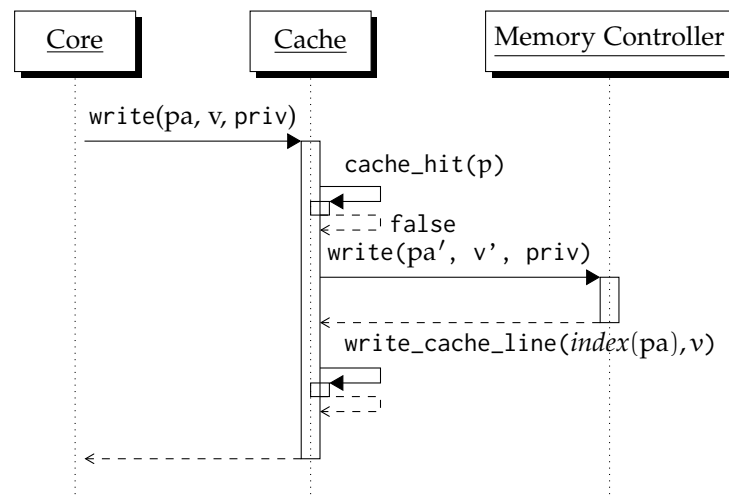 Core Cache Memory Controller
write(pa, v, priv)
cache_hit(p)
false
write(pa′, v', priv)
write_cache_line(index(pa),v)